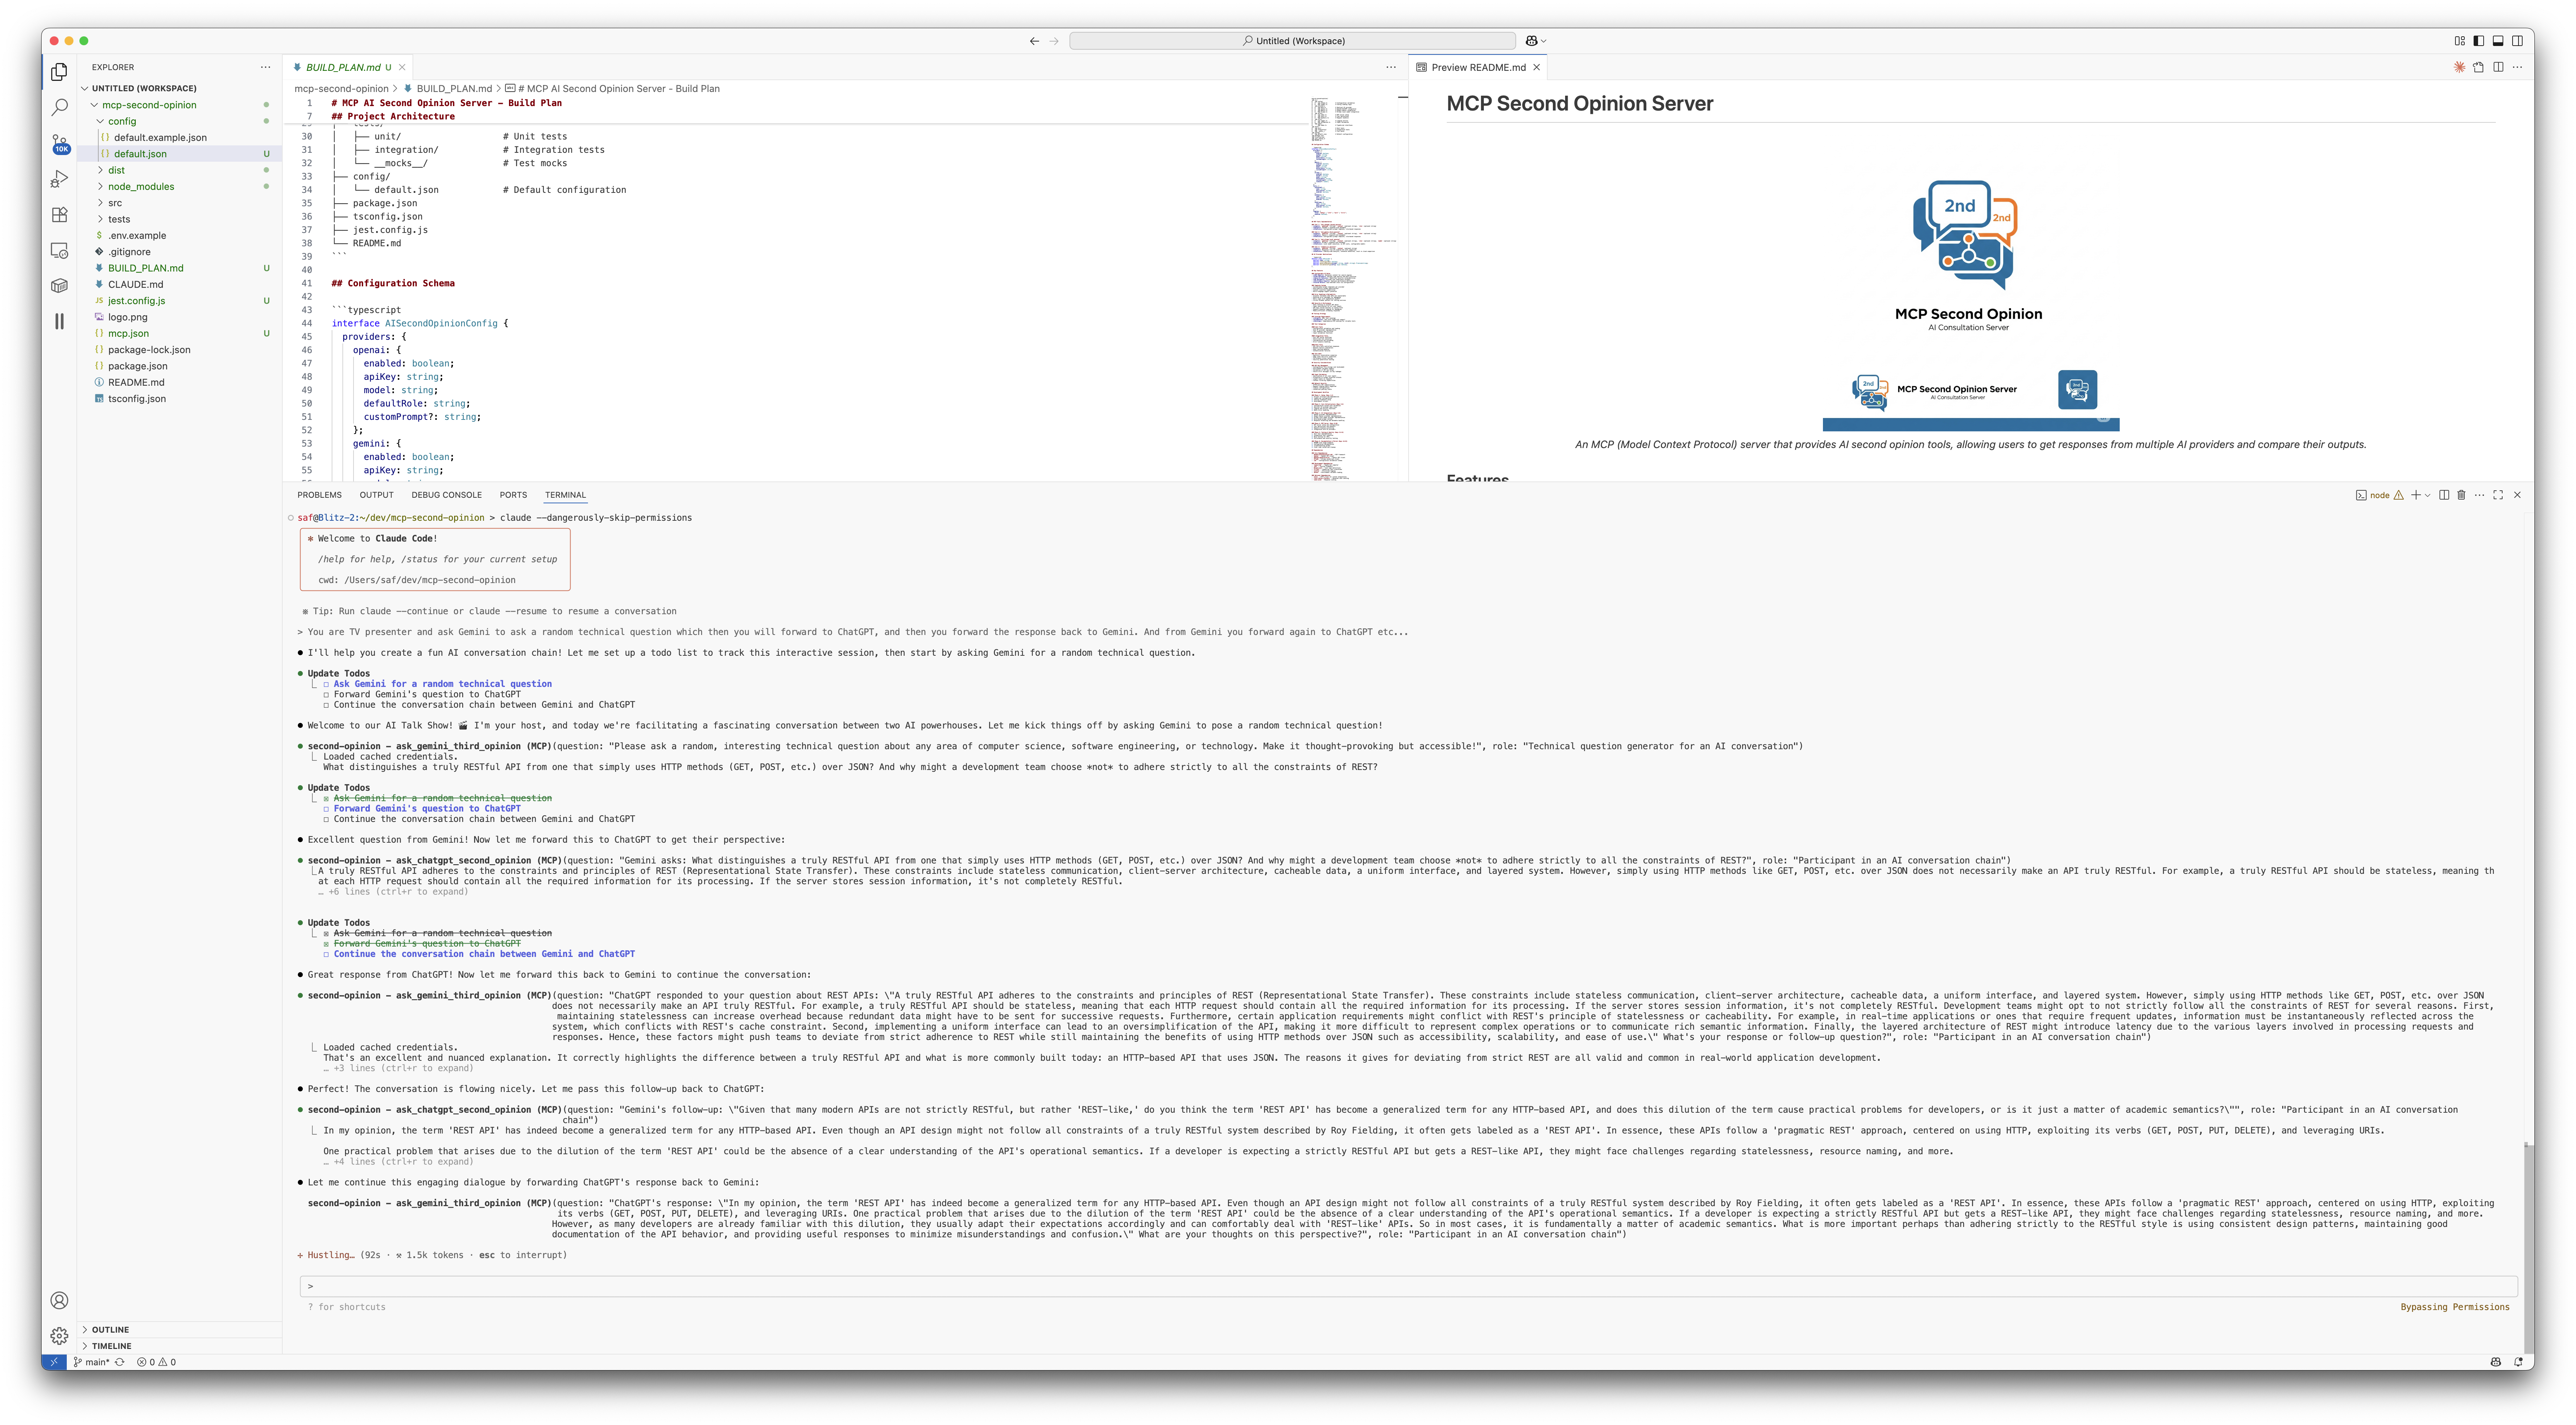 Untitled (Workspace)
EXPLORER
UNTITLED (WORKSPACE)
mcp-second-opinion
config
{} default.example.json
{} default.json U
dist
node_modules
src
tests
$ .env.example
.gitignore
BUILD_PLAN.md U
CLAUDE.md
JS jest.config.js U
logo.png
{} mcp.json U
{} package-lock.json
{} package.json
README.md
TS tsconfig.json
OUTLINE
TIMELINE
10K
BUILD_PLAN.md U
mcp-second-opinion > BUILD_PLAN.md > # MCP AI Second Opinion Server - Build Plan
1 # MCP AI Second Opinion Server - Build Plan
7 ## Project Architecture
30 │ ├── unit/ # Unit tests
31 │ ├── integration/ # Integration tests
32 │ └── __mocks__/ # Test mocks
33 ├── config/
34 │ └── default.json # Default configuration
35 ├── package.json
36 ├── tsconfig.json
37 ├── jest.config.js
38 └── README.md
39 ```
40
41 ## Configuration Schema
42
43 ```typescript
44 interface AISecondOpinionConfig {
45 providers: {
46 openai: {
47 enabled: boolean;
48 apiKey: string;
49 model: string;
50 defaultRole: string;
51 customPrompt?: string;
52 };
53 gemini: {
54 enabled: boolean;
55 apiKey: string;
Preview README.md
MCP Second Opinion Server
2nd
2nd
MCP Second Opinion
AI Consultation Server
2nd
MCP Second Opinion Server
AI Consultation Server
An MCP (Model Context Protocol) server that provides AI second opinion tools, allowing users to get responses from multiple AI providers and compare their outputs.
Features
PROBLEMS OUTPUT DEBUG CONSOLE PORTS TERMINAL
node
saf@Blitz-2:~/dev/mcp-second-opinion > claude --dangerously-skip-permissions
✻ Welcome to Claude Code!
/help for help, /status for your current setup
cwd: /Users/saf/dev/mcp-second-opinion
※ Tip: Run claude --continue or claude --resume to resume a conversation
> You are TV presenter and ask Gemini to ask a random technical question which then you will forward to ChatGPT, and then you forward the response back to Gemini. And from Gemini you forward again to ChatGPT etc...
● I'll help you create a fun AI conversation chain! Let me set up a todo list to track this interactive session, then start by asking Gemini for a random technical question.
● Update Todos
☐ Ask Gemini for a random technical question
☐ Forward Gemini's question to ChatGPT
☐ Continue the conversation chain between Gemini and ChatGPT
● Welcome to our AI Talk Show! 🎬 I'm your host, and today we're facilitating a fascinating conversation between two AI powerhouses. Let me kick things off by asking Gemini to pose a random technical question!
● second-opinion - ask_gemini_third_opinion (MCP)(question: "Please ask a random, interesting technical question about any area of computer science, software engineering, or technology. Make it thought-provoking but accessible!", role: "Technical question generator for an AI conversation")
Loaded cached credentials.
What distinguishes a truly RESTful API from one that simply uses HTTP methods (GET, POST, etc.) over JSON? And why might a development team choose *not* to adhere strictly to all the constraints of REST?
● Update Todos
☒ Ask Gemini for a random technical question
☐ Forward Gemini's question to ChatGPT
☐ Continue the conversation chain between Gemini and ChatGPT
● Excellent question from Gemini! Now let me forward this to ChatGPT to get their perspective:
● second-opinion - ask_chatgpt_second_opinion (MCP)(question: "Gemini asks: What distinguishes a truly RESTful API from one that simply uses HTTP methods (GET, POST, etc.) over JSON? And why might a development team choose *not* to adhere strictly to all the constraints of REST?", role: "Participant in an AI conversation chain")
A truly RESTful API adheres to the constraints and principles of REST (Representational State Transfer). These constraints include stateless communication, client-server architecture, cacheable data, a uniform interface, and layered system. However, simply using HTTP methods like GET, POST, etc. over JSON does not necessarily make an API truly RESTful. For example, a truly RESTful API should be stateless, meaning th
at each HTTP request should contain all the required information for its processing. If the server stores session information, it's not completely RESTful.
… +6 lines (ctrl+r to expand)
● Update Todos
☒ Ask Gemini for a random technical question
☒ Forward Gemini's question to ChatGPT
☐ Continue the conversation chain between Gemini and ChatGPT
● Great response from ChatGPT! Now let me forward this back to Gemini to continue the conversation:
● second-opinion - ask_gemini_third_opinion (MCP)(question: "ChatGPT responded to your question about REST APIs: \"A truly RESTful API adheres to the constraints and principles of REST (Representational State Transfer). These constraints include stateless communication, client-server architecture, cacheable data, a uniform interface, and layered system. However, simply using HTTP methods like GET, POST, etc. over JSON
does not necessarily make an API truly RESTful. For example, a truly RESTful API should be stateless, meaning that each HTTP request should contain all the required information for its processing. If the server stores session information, it's not completely RESTful. Development teams might opt to not strictly follow all the constraints of REST for several reasons. First,
maintaining statelessness can increase overhead because redundant data might have to be sent for successive requests. Furthermore, certain application requirements might conflict with REST's principle of statelessness or cacheability. For example, in real-time applications or ones that require frequent updates, information must be instantaneously reflected across the
system, which conflicts with REST's cache constraint. Second, implementing a uniform interface can lead to an oversimplification of the API, making it more difficult to represent complex operations or to communicate rich semantic information. Finally, the layered architecture of REST might introduce latency due to the various layers involved in processing requests and
responses. Hence, these factors might push teams to deviate from strict adherence to REST while still maintaining the benefits of using HTTP methods over JSON such as accessibility, scalability, and ease of use.\" What's your response or follow-up question?", role: "Participant in an AI conversation chain")
Loaded cached credentials.
That's an excellent and nuanced explanation. It correctly highlights the difference between a truly RESTful API and what is more commonly built today: an HTTP-based API that uses JSON. The reasons it gives for deviating from strict REST are all valid and common in real-world application development.
… +3 lines (ctrl+r to expand)
● Perfect! The conversation is flowing nicely. Let me pass this follow-up back to ChatGPT:
● second-opinion - ask_chatgpt_second_opinion (MCP)(question: "Gemini's follow-up: \"Given that many modern APIs are not strictly RESTful, but rather 'REST-like,' do you think the term 'REST API' has become a generalized term for any HTTP-based API, and does this dilution of the term cause practical problems for developers, or is it just a matter of academic semantics?\"", role: "Participant in an AI conversation
chain")
In my opinion, the term 'REST API' has indeed become a generalized term for any HTTP-based API. Even though an API design might not follow all constraints of a truly RESTful system described by Roy Fielding, it often gets labeled as a 'REST API'. In essence, these APIs follow a 'pragmatic REST' approach, centered on using HTTP, exploiting its verbs (GET, POST, PUT, DELETE), and leveraging URIs.
One practical problem that arises due to the dilution of the term 'REST API' could be the absence of a clear understanding of the API's operational semantics. If a developer is expecting a strictly RESTful API but gets a REST-like API, they might face challenges regarding statelessness, resource naming, and more.
… +4 lines (ctrl+r to expand)
● Let me continue this engaging dialogue by forwarding ChatGPT's response back to Gemini:
second-opinion - ask_gemini_third_opinion (MCP)(question: "ChatGPT's response: \"In my opinion, the term 'REST API' has indeed become a generalized term for any HTTP-based API. Even though an API design might not follow all constraints of a truly RESTful system described by Roy Fielding, it often gets labeled as a 'REST API'. In essence, these APIs follow a 'pragmatic REST' approach, centered on using HTTP, exploiting
its verbs (GET, POST, PUT, DELETE), and leveraging URIs. One practical problem that arises due to the dilution of the term 'REST API' could be the absence of a clear understanding of the API's operational semantics. If a developer is expecting a strictly RESTful API but gets a REST-like API, they might face challenges regarding statelessness, resource naming, and more.
However, as many developers are already familiar with this dilution, they usually adapt their expectations accordingly and can comfortably deal with 'REST-like' APIs. So in most cases, it is fundamentally a matter of academic semantics. What is more important perhaps than adhering strictly to the RESTful style is using consistent design patterns, maintaining good
documentation of the API behavior, and providing useful responses to minimize misunderstandings and confusion.\" What are your thoughts on this perspective?", role: "Participant in an AI conversation chain")
Hustling… (92s · ⚒ 1.5k tokens · esc to interrupt)
>
? for shortcuts
Bypassing Permissions
main* 0 0